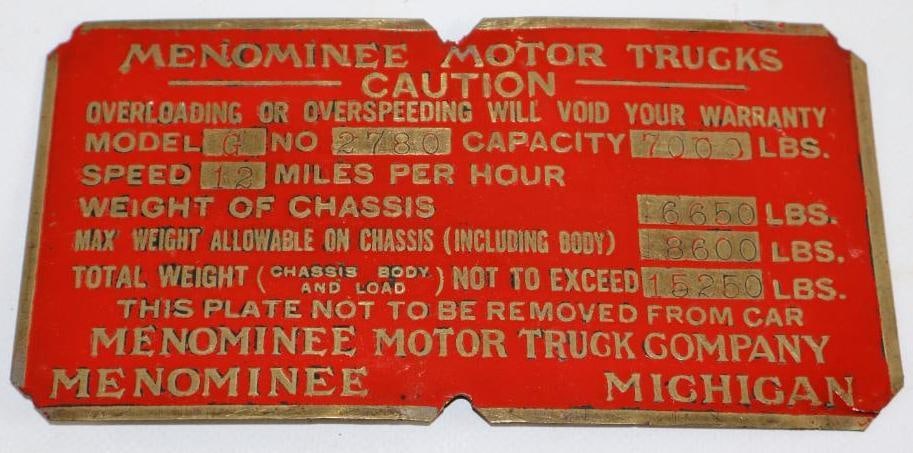 MENOMINEE MOTOR TRUCKS
CAUTION
OVERLOADING OR OVERSPEEDING WILL VOID YOUR WARRANTY
MODEL G NO 2780 CAPACITY 7000 LBS.
SPEED 12 MILES PER HOUR
WEIGHT OF CHASSIS 6650 LBS.
MAX WEIGHT ALLOWABLE ON CHASSIS (INCLUDING BODY) 8600 LBS.
TOTAL WEIGHT (CHASSIS BODY AND LOAD) NOT TO EXCEED 15250 LBS.
THIS PLATE NOT TO BE REMOVED FROM CAR
MENOMINEE MOTOR TRUCK COMPANY
MENOMINEE MICHIGAN